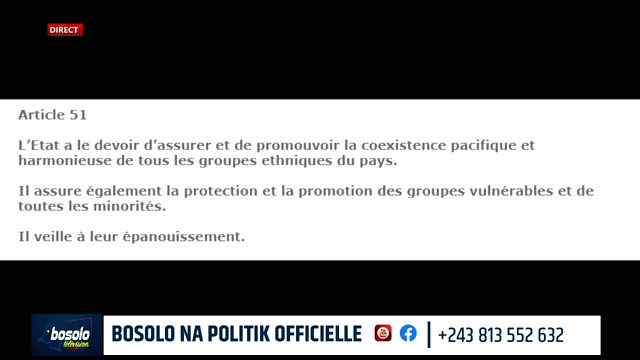 DIRECT
Article 51
L’Etat a le devoir d’assurer et de promouvoir la coexistence pacifique et
harmonieuse de tous les groupes ethniques du pays.
Il assure également la protection et la promotion des groupes vulnérables et de
toutes les minorités.
Il veille à leur épanouissement.
bosolo
télévision
BOSOLO NA POLITIK OFFICIELLE
+243 813 552 632